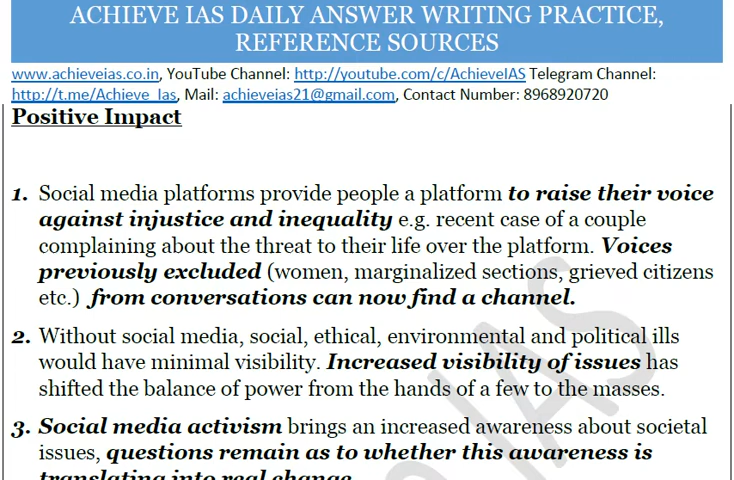 ACHIEVE IAS DAILY ANSWER WRITING PRACTICE,
REFERENCE SOURCES
www.achieveias.co.in, YouTube Channel: http://youtube.com/c/AchieveIAS Telegram Channel:
http://t.me/Achieve_Ias, Mail: achieveias21@gmail.com, Contact Number: 8968920720
Positive Impact
1. Social media platforms provide people a platform to raise their voice
against injustice and inequality e.g. recent case of a couple
complaining about the threat to their life over the platform. Voices
previously excluded (women, marginalized sections, grieved citizens
etc.) from conversations can now find a channel.
2. Without social media, social, ethical, environmental and political ills
would have minimal visibility. Increased visibility of issues has
shifted the balance of power from the hands of a few to the masses.
3. Social media activism brings an increased awareness about societal
issues, questions remain as to whether this awareness is
translating into real change.
IAS